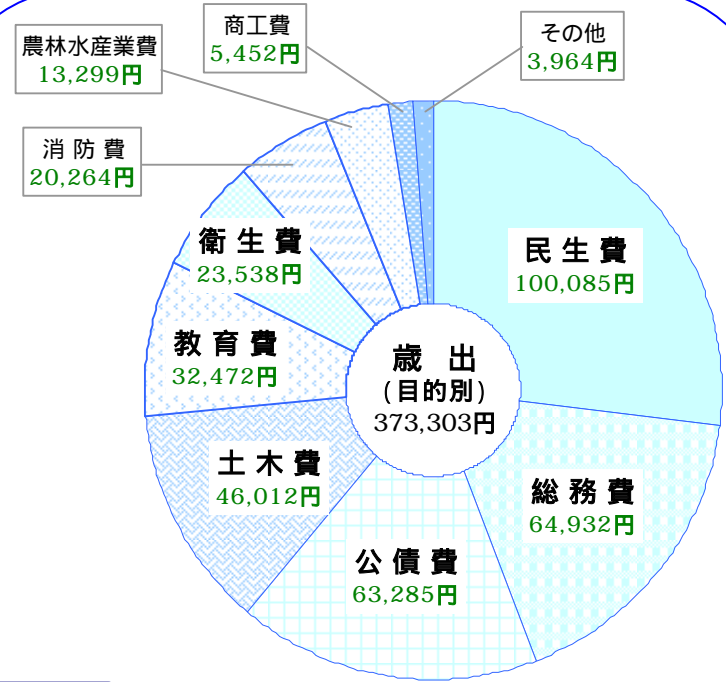 農林水産業費
13,299円
商工費
5,452円
その他
3,964円
消防費
20,264円
衛生費
23,538円
民生費
100,085円
教育費
32,472円
歳出
(目的別)
373,303円
土木費
46,012円
総務費
64,932円
公債費
63,285円